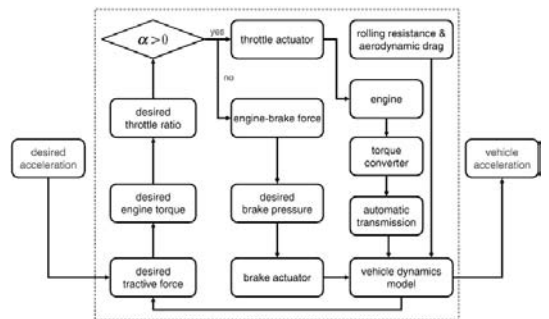 α>0
yes
throttle actuator
rolling resistance &
aerodynamic drag
no
engine
desired
throttle ratio
engine-brake force
desired
acceleration
torque
converter
vehicle
acceleration
desired
engine torque
desired
brake pressure
automatic
transmission
desired
tractive force
brake actuator
vehicle dynamics
model